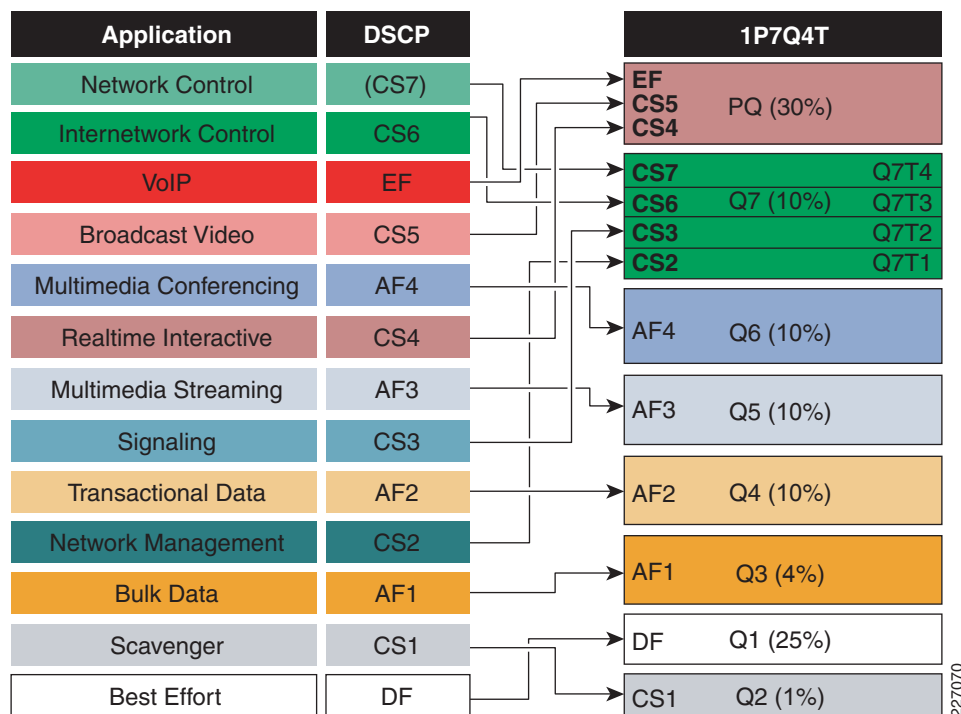 Application DSCP 1P7Q4T
Network Control (CS7)
Internetwork Control CS6
VoIP EF
Broadcast Video CS5
Multimedia Conferencing AF4
Realtime Interactive CS4
Multimedia Streaming AF3
Signaling CS3
Transactional Data AF2
Network Management CS2
Bulk Data AF1
Scavenger CS1
Best Effort DF
EF
CS5 PQ (30%)
CS4
CS7 Q7T4
CS6 Q7 (10%) Q7T3
CS3 Q7T2
CS2 Q7T1
AF4 Q6 (10%)
AF3 Q5 (10%)
AF2 Q4 (10%)
AF1 Q3 (4%)
DF Q1 (25%)
CS1 Q2 (1%)
227070